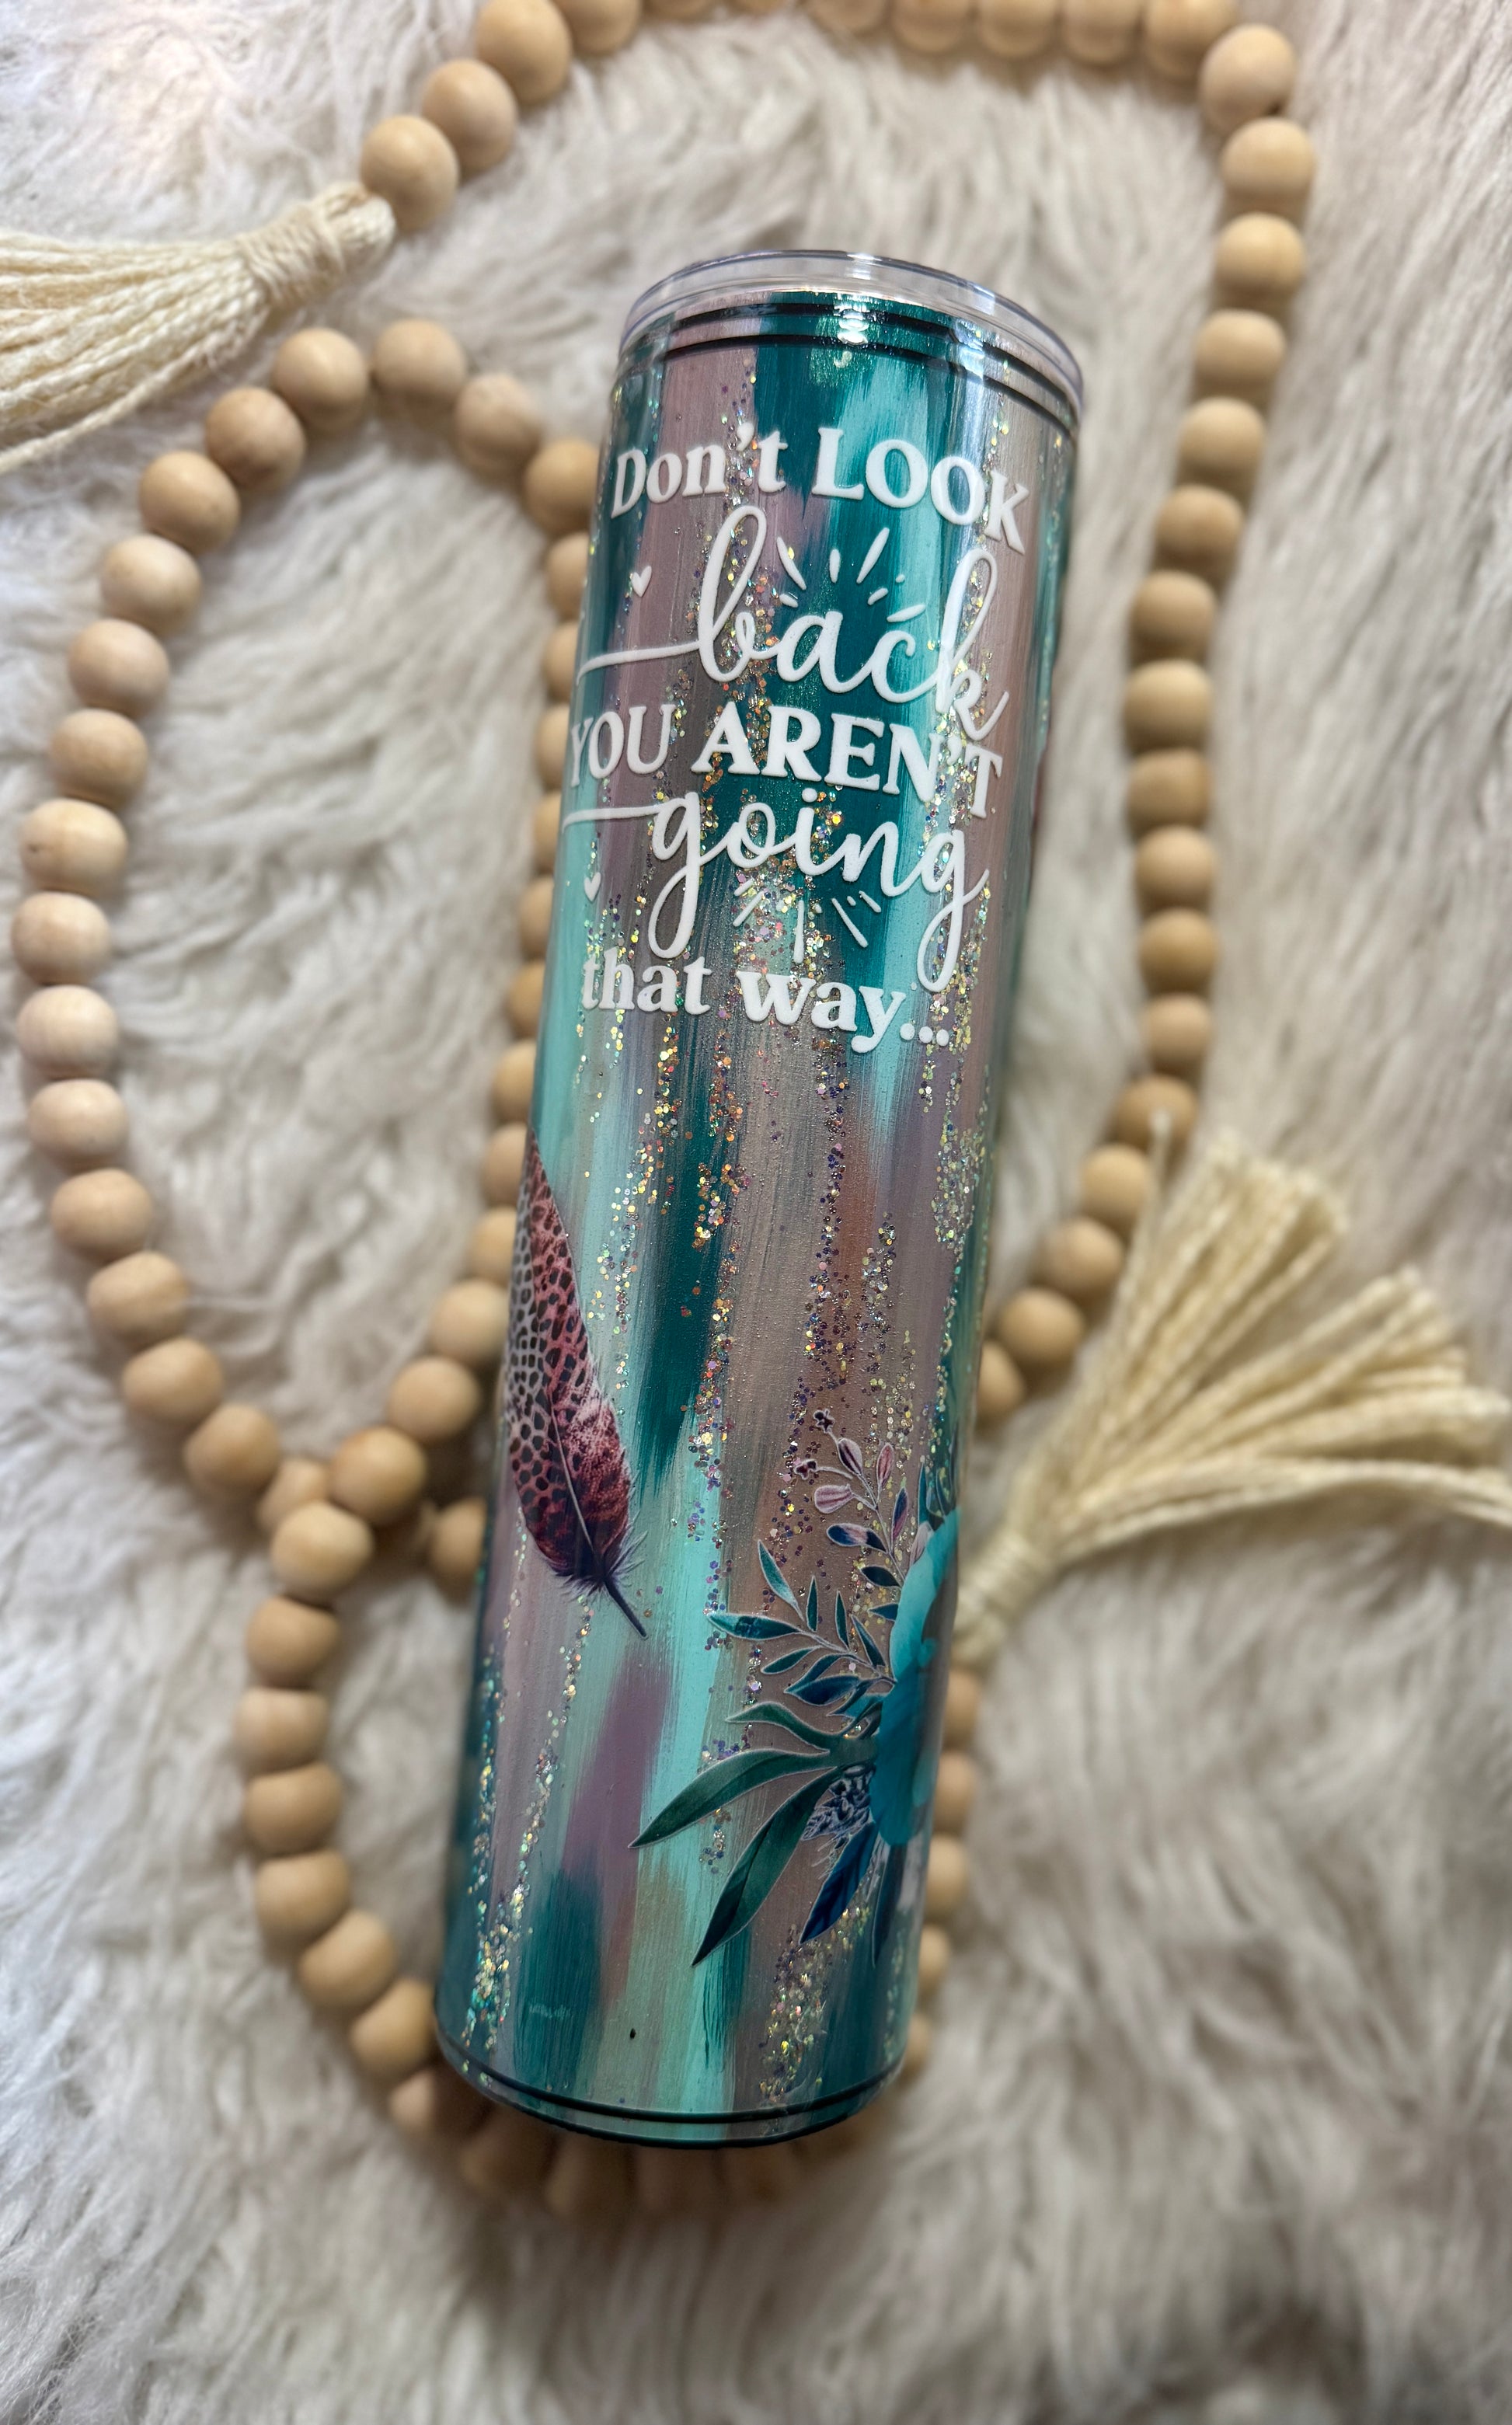 Don't LOOK
back
YOU AREN'T
going
that way...